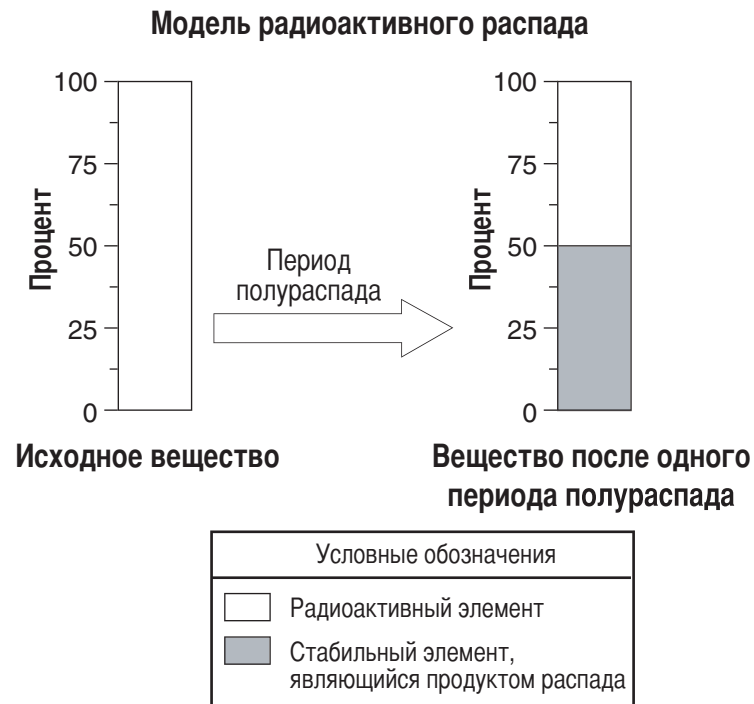 Модель радиоактивного распада
100
75
50
25
0
Процент
Исходное вещество
Период
полураспада
100
75
50
25
0
Процент
Вещество после одного
периода полураспада
Условные обозначения
Радиоактивный элемент
Стабильный элемент,
являющийся продуктом распада